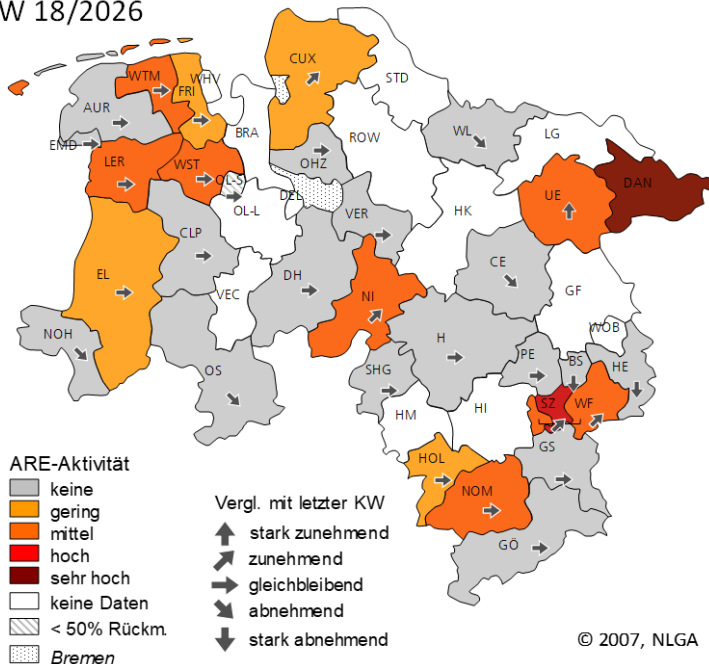 W 18/2026
CUX
WTM
WHV
STD
FRI
AUR
BRA
ROW
WL
LG
EMD
OHZ
LER
WST
OL-S
DEL
DAN
UE
OL-L
VER
HK
CLP
CE
EL
DH
GF
NI
VEC
NOH
WOB
H
PE
BS
HE
OS
SHG
SZ
WF
HM
HI
GS
HOL
NOM
GÖ
ARE-Aktivität
keine
gering
mittel
hoch
sehr hoch
keine Daten
< 50% Rückm.
Bremen
Vergl. mit letzter KW
stark zunehmend
zunehmend
gleichbleibend
abnehmend
stark abnehmend
© 2007, NLGA